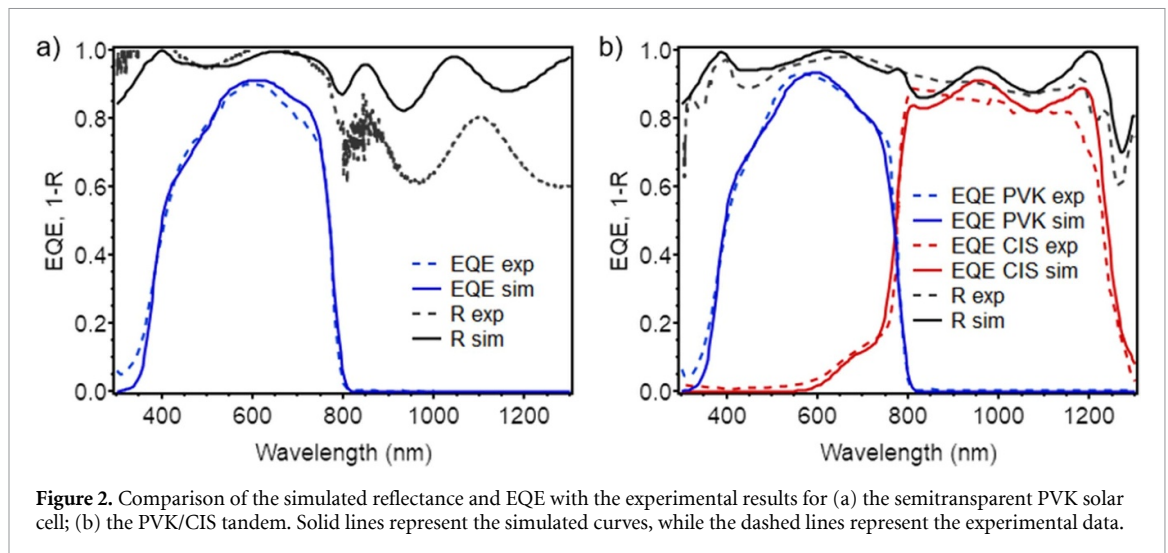 a)
EQE, 1-R
1.0
0.8
0.6
0.4
0.2
0.0
EQE exp
EQE sim
R exp
R sim
400 600 800 1000 1200
Wavelength (nm)
b)
EQE, 1-R
1.0
0.8
0.6
0.4
0.2
0.0
EQE PVK exp
EQE PVK sim
EQE CIS exp
EQE CIS sim
R exp
R sim
400 600 800 1000 1200
Wavelength (nm)
Figure 2. Comparison of the simulated reflectance and EQE with the experimental results for (a) the semitransparent PVK solar
cell; (b) the PVK/CIS tandem. Solid lines represent the simulated curves, while the dashed lines represent the experimental data.